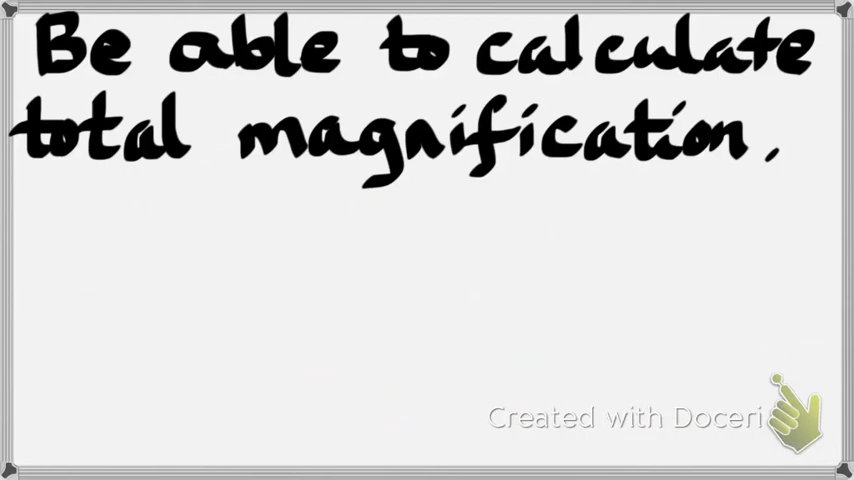 Be able to calculate
total magnification.
Created with Doceri